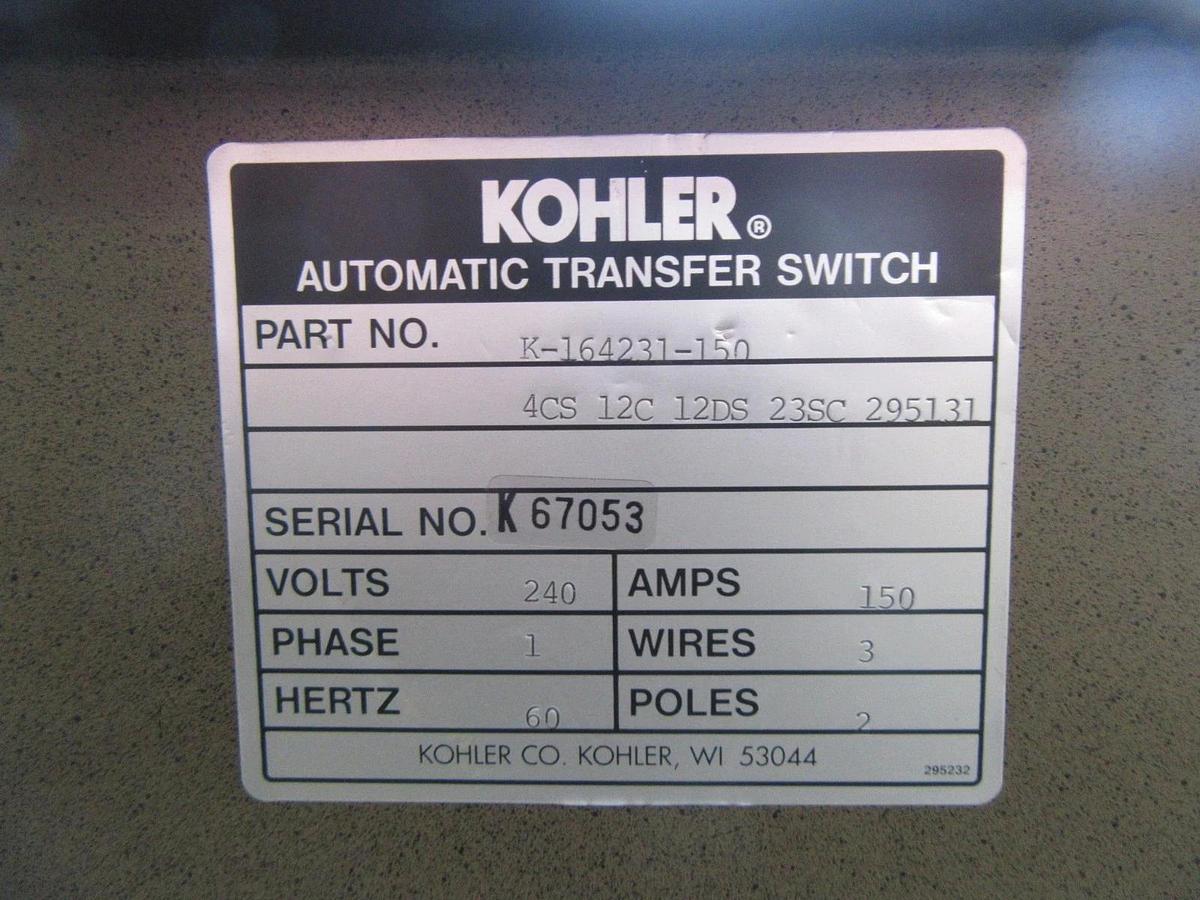 KOHLER®
AUTOMATIC TRANSFER SWITCH
PART NO. K-164231-150
4CS 12C 12DS 23SC 295131
SERIAL NO. K 67053
VOLTS 240 AMPS 150
PHASE 1 WIRES 3
HERTZ 60 POLES 2
KOHLER CO. KOHLER, WI 53044
295232